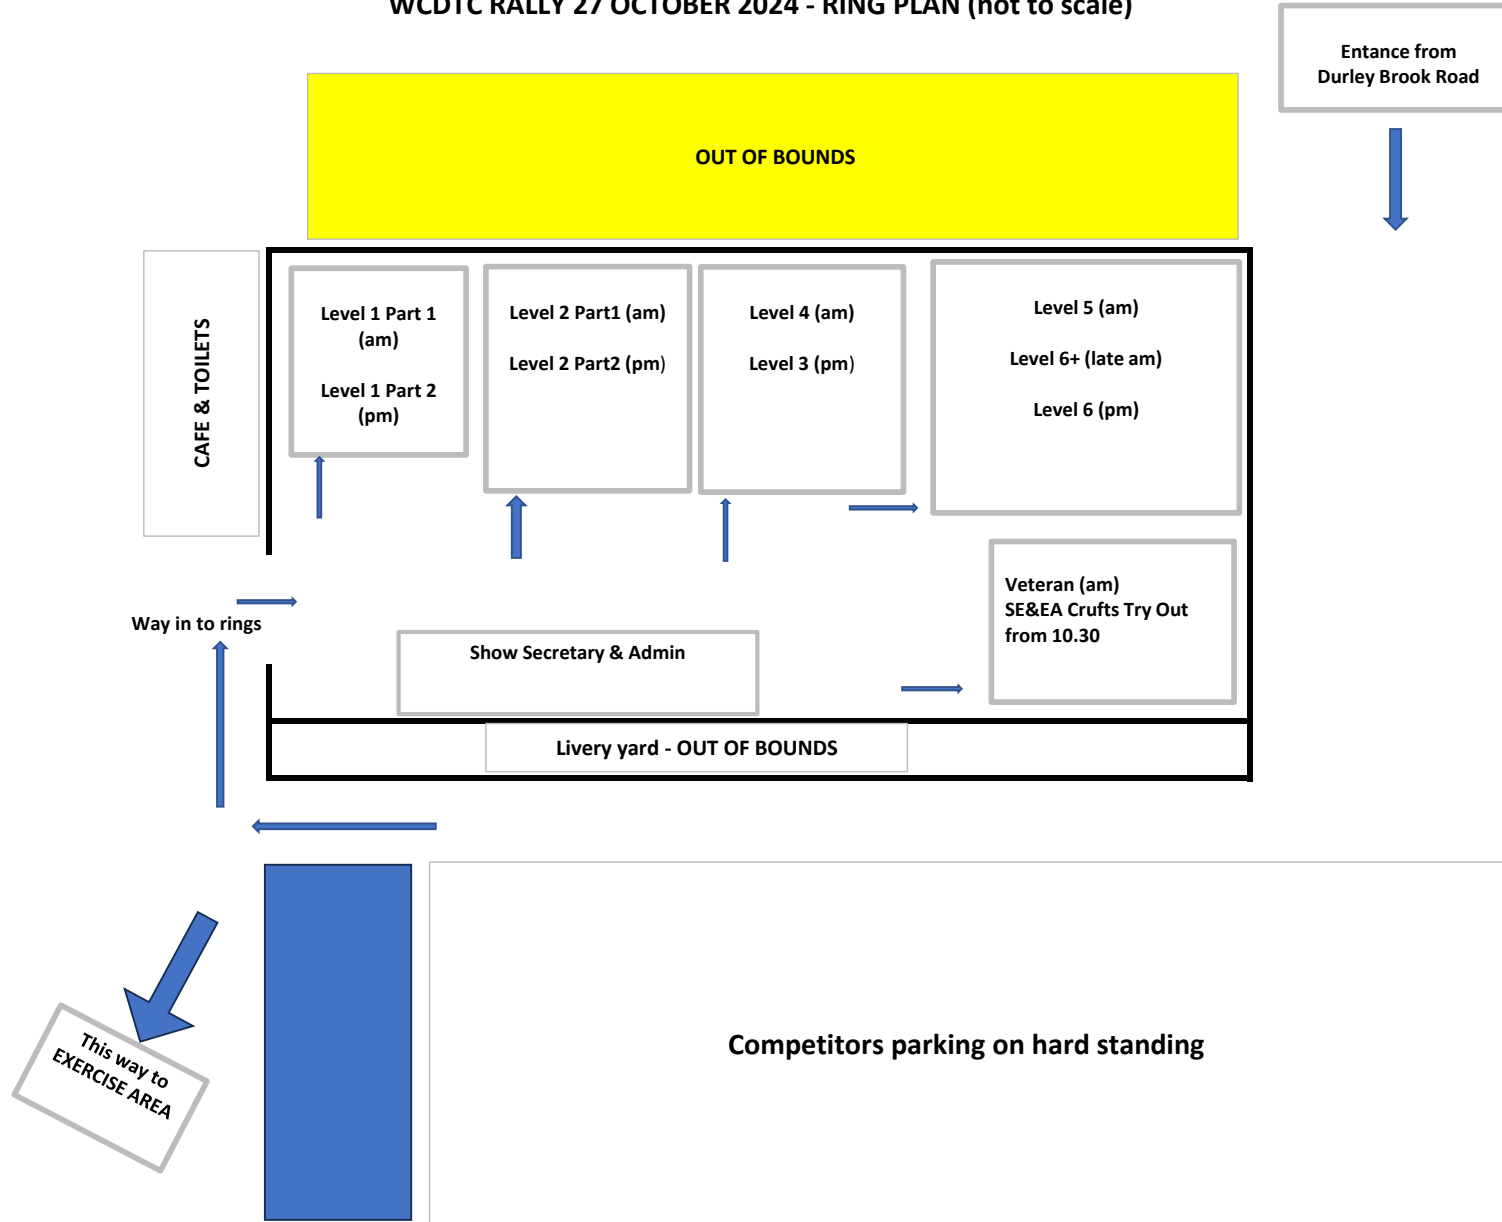 WCDTC RALLY 27 OCTOBER 2024 - RING PLAN (not to scale)
Entance from
Durley Brook Road
OUT OF BOUNDS
CAFE & TOILETS
Level 1 Part 1
(am)
Level 1 Part 2
(pm)
Level 2 Part1 (am)
Level 2 Part2 (pm)
Level 4 (am)
Level 3 (pm)
Level 5 (am)
Level 6+ (late am)
Level 6 (pm)
Veteran (am)
SE&EA Crufts Try Out
from 10.30
Way in to rings
Show Secretary & Admin
Livery yard - OUT OF BOUNDS
This way to
EXERCISE AREA
Competitors parking on hard standing